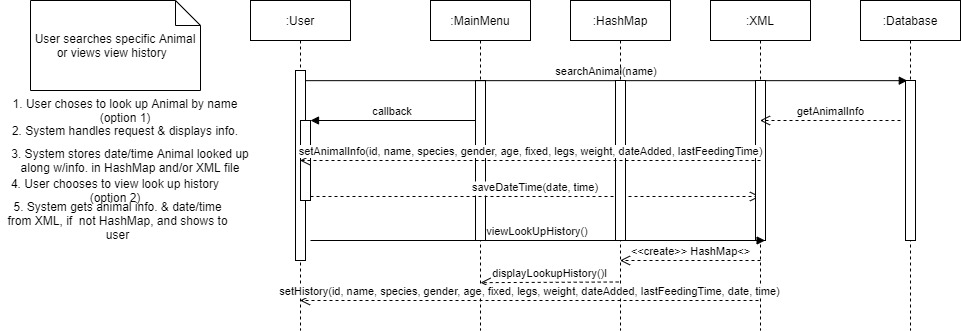 User searches specific Animal
or views view history
:User
:MainMenu
:HashMap
:XML
:Database
searchAnimal(name)
1. User choses to look up Animal by name
(option 1)
2. System handles request & displays info.
3. System stores date/time Animal looked up
along w/info. in HashMap and/or XML file
4. User chooses to view look up history
(option 2)
5. System gets animal info. & date/time
from XML, if not HashMap, and shows to
user
callback
getAnimalInfo
setAnimalInfo(id, name, species, gender, age, fixed, legs, weight, dateAdded, lastFeedingTime)
saveDateTime(date, time)
viewLookUpHistory()
<<create>> HashMap<>
displayLookupHistory()l
setHistory(id, name, species, gender, age, fixed, legs, weight, dateAdded, lastFeedingTime, date, time)